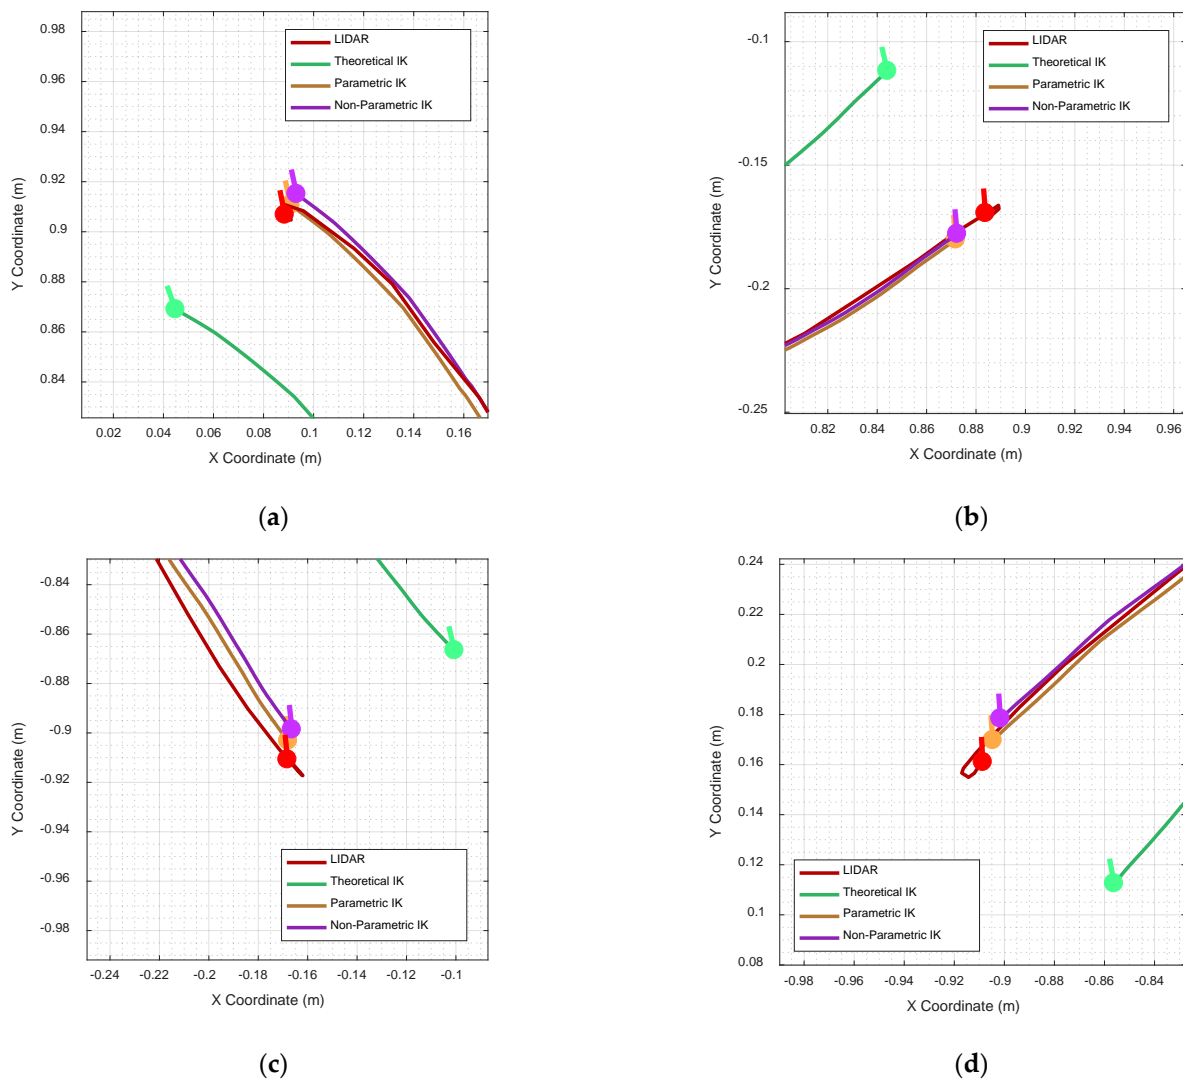 0.98
0.96
0.94
0.92
0.9
0.88
0.86
0.84
Y Coordinate (m)
LIDAR
Theoretical IK
Parametric IK
Non-Parametric IK
0.02 0.04 0.06 0.08 0.1 0.12 0.14 0.16
X Coordinate (m)
(a)
-0.1
-0.15
-0.2
-0.25
Y Coordinate (m)
LIDAR
Theoretical IK
Parametric IK
Non-Parametric IK
0.82 0.84 0.86 0.88 0.9 0.92 0.94 0.96
X Coordinate (m)
(b)
-0.84
-0.86
-0.88
-0.9
-0.92
-0.94
-0.96
-0.98
Y Coordinate (m)
LIDAR
Theoretical IK
Parametric IK
Non-Parametric IK
-0.24 -0.22 -0.2 -0.18 -0.16 -0.14 -0.12 -0.1
X Coordinate (m)
(c)
0.24
0.22
0.2
0.18
0.16
0.14
0.12
0.1
0.08
Y Coordinate (m)
LIDAR
Theoretical IK
Parametric IK
Non-Parametric IK
-0.98 -0.96 -0.94 -0.92 -0.9 -0.88 -0.86 -0.84
X Coordinate (m)
(d)